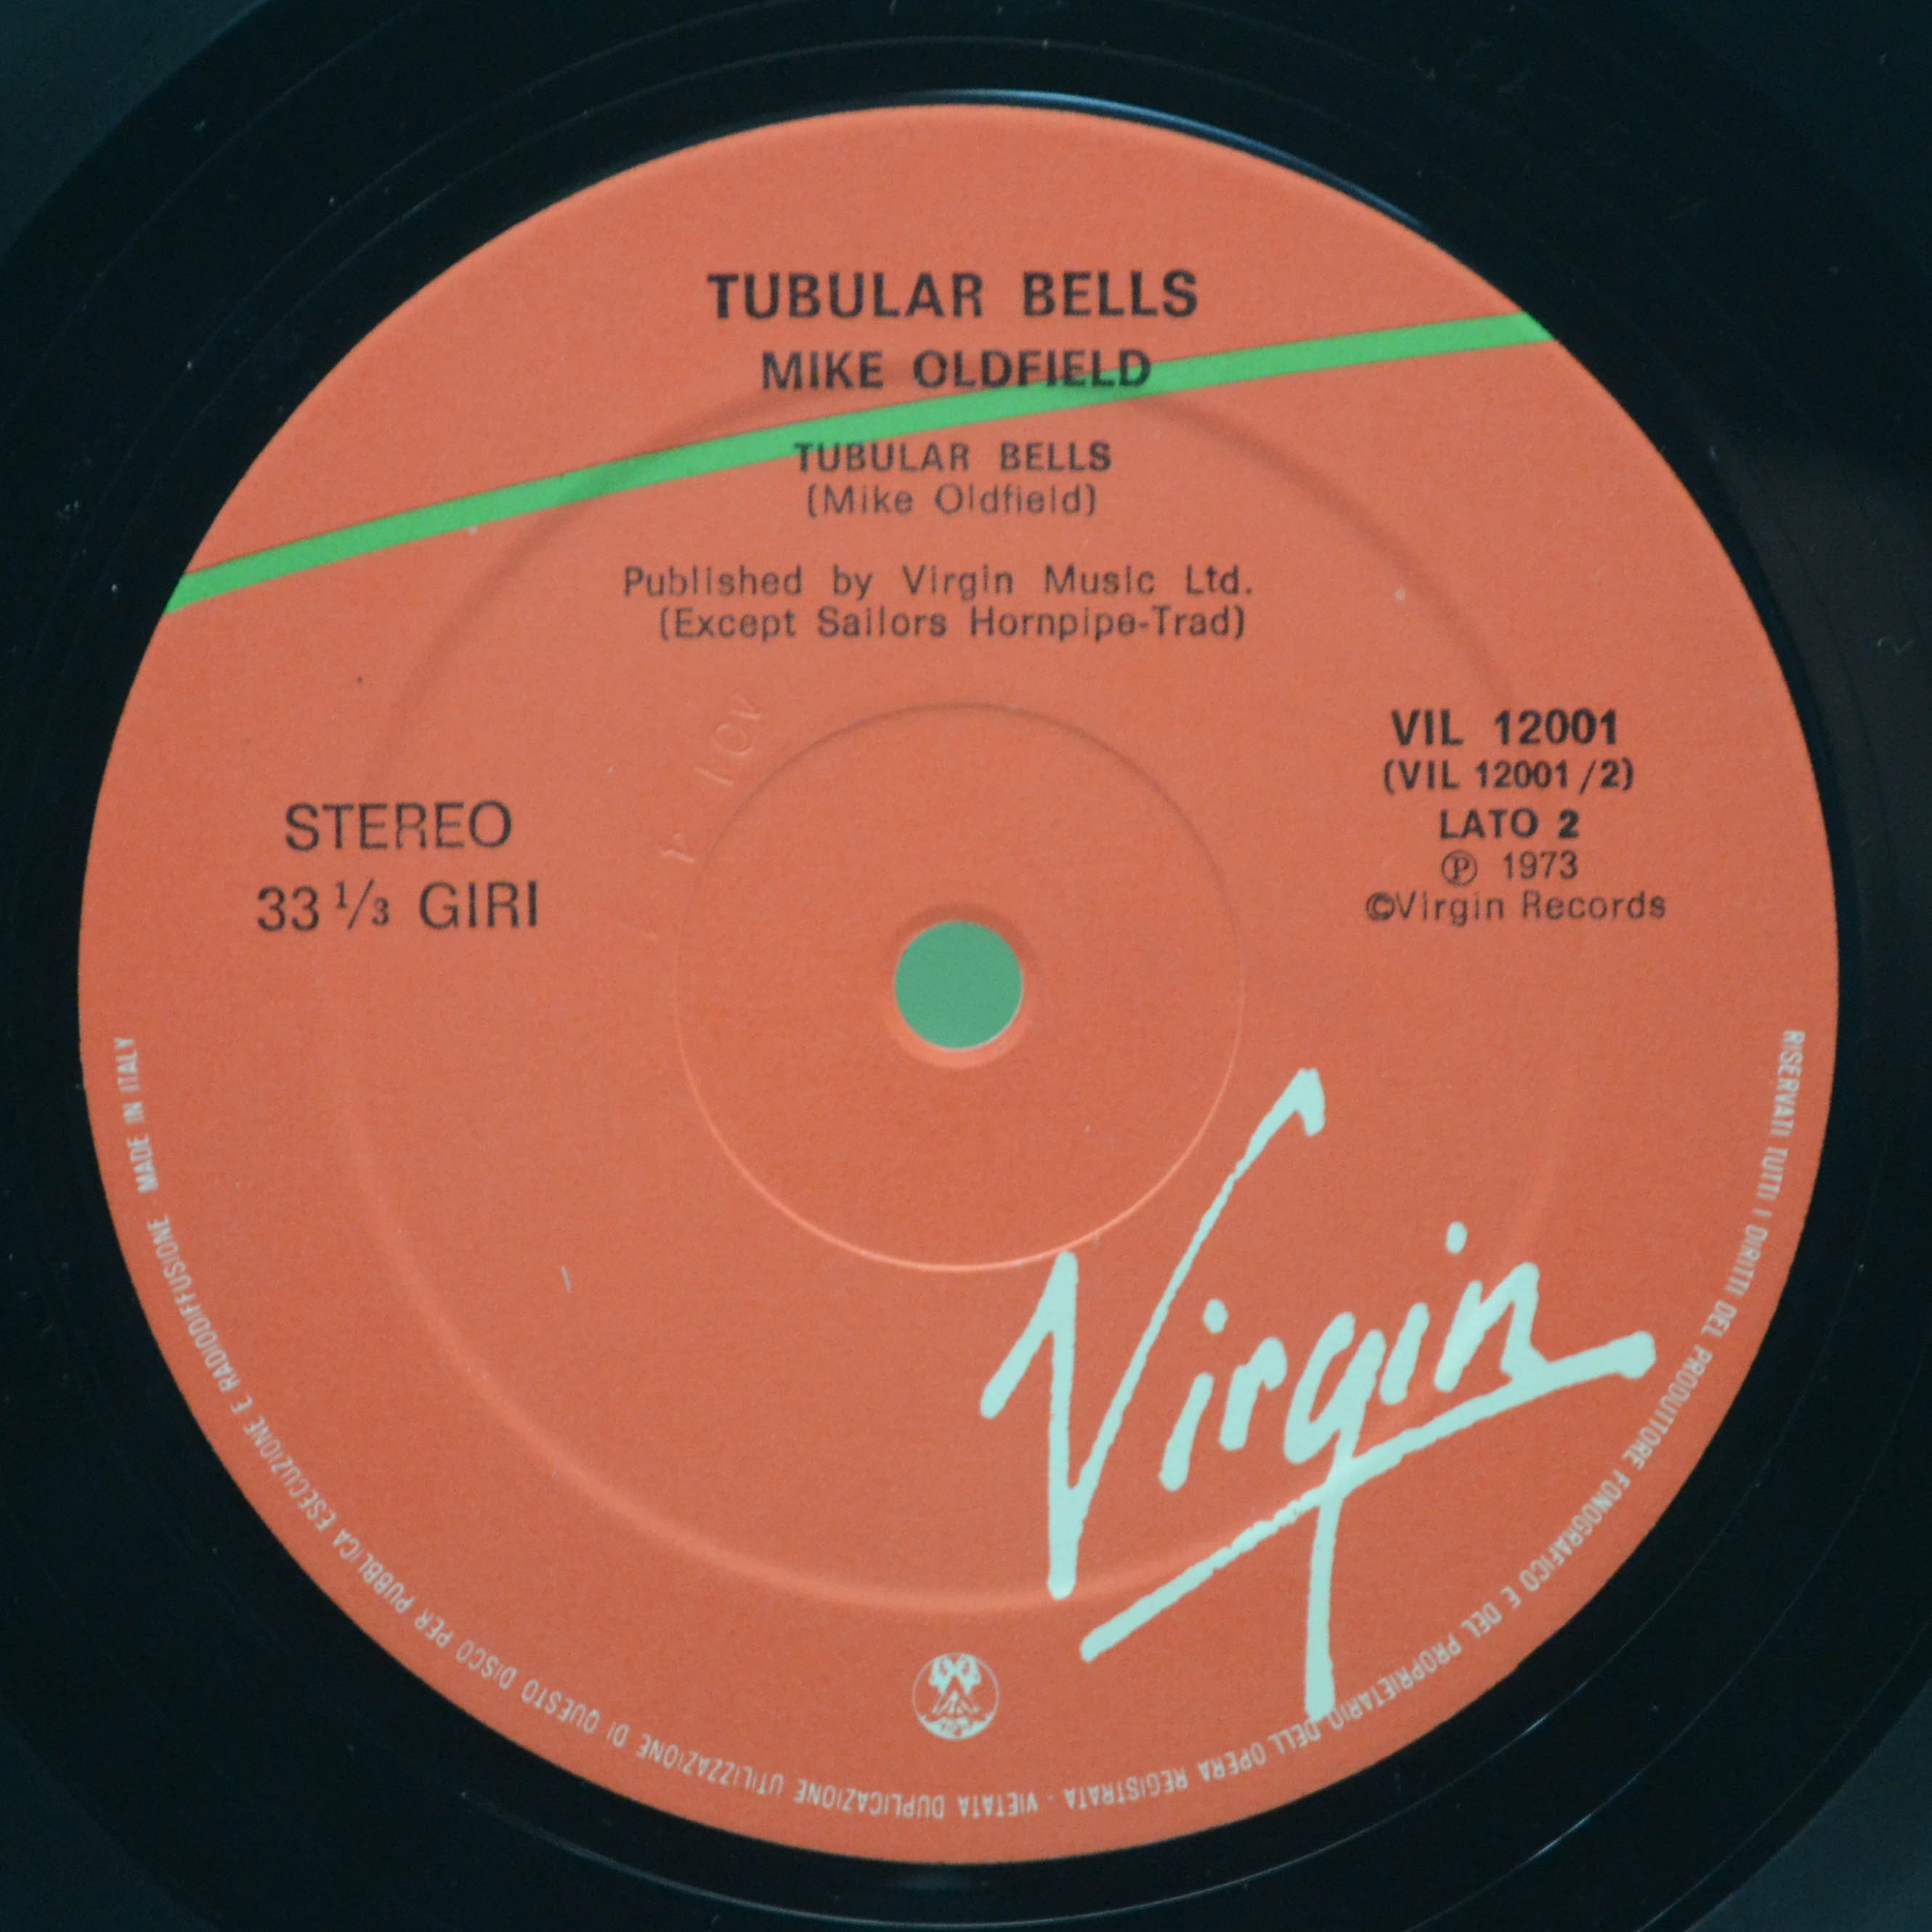 TUBULAR BELLS
MIKE OLDFIELD
TUBULAR BELLS
(Mike Oldfield)
Published by Virgin Music Ltd.
(Except Sailors Hornpipe-Trad)
VIL 12001
(VIL 12001/2)
LATO 2
Ⓟ 1973
©Virgin Records
STEREO
33 1/3 GIRI
Virgin
RISERVATI TUTTI I DIRITTI DEL PRODUTTORE FONOGRAFICO E DEL PROPRIETARIO DELL'OPERA REGISTRATA - VIETATA DUPLICAZIONE UTILIZZAZIONE DI QUESTO DISCO PER PUBBLICA ESECUZIONE E RADIODIFFUSIONE MADE IN ITALY